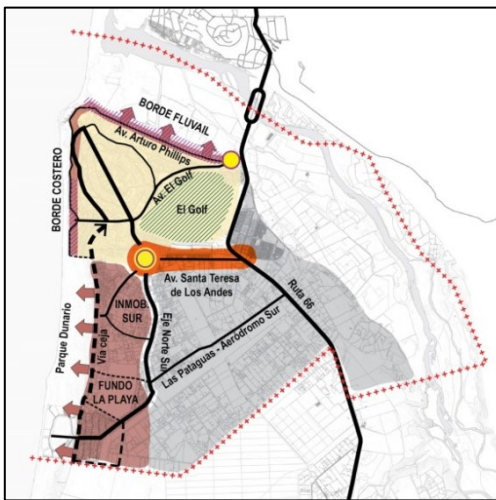 BORDE FLUVAIL
Av. Arturo Phillips
BORDE COSTERO
Av. El Golf
El Golf
Av. Santa Teresa
de Los Andes
Ruta 66
INMOB.
SUR
Eje Norte Sur
Parque Dunario
Vía ceja
Las Pataguas - Aeródromo Sur
FUNDO
LA PLAYA